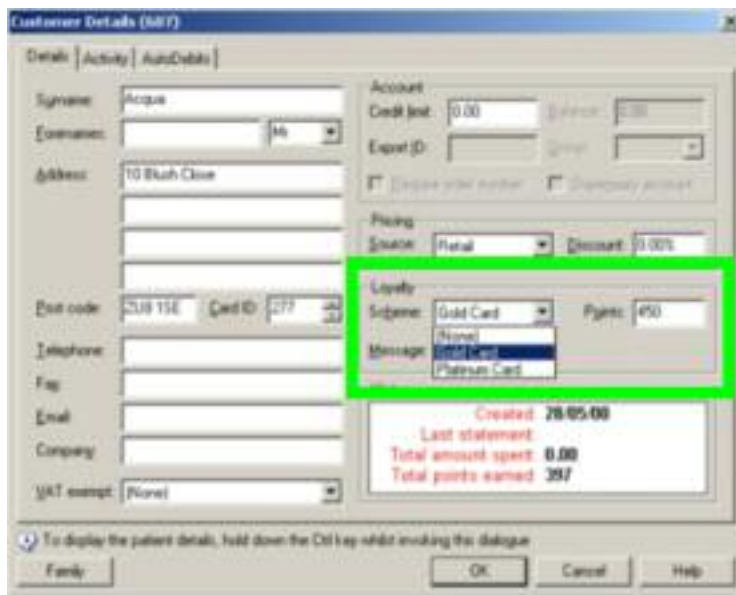 Customer Details (687)
Details Activity AutoDebits
Surname: Acqua
Forenames: Mr
Address: 10 Blush Close
Post code: ZU8 1SE Card ID: 277
Telephone:
Fax:
Email:
Company:
VAT exempt: (None)
Account
Credit limit: 0.00 Balance: 0.00
Export ID: Group:
Require order number
Pricing
Source: Retail Discount: 0.00%
Loyalty
Scheme: Gold Card Points: 450
(None)
Gold Card
Platinum Card
Message:
Created: 28/05/08
Last statement:
Total amount spent: 0.00
Total points earned: 397
To display the patient details, hold down the Ctrl key whilst invoking this dialogue
Family OK Cancel Help